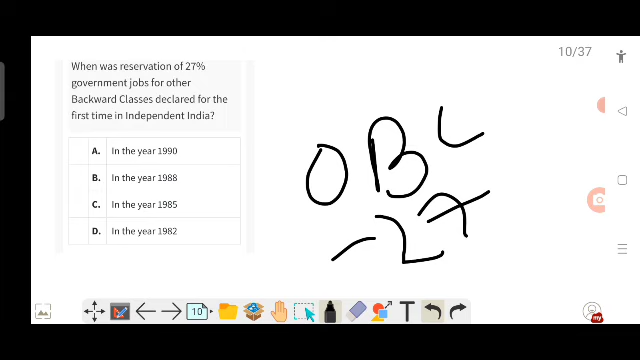 10/37
When was reservation of 27%
government jobs for other
Backward Classes declared for the
first time in Independent India?
A. In the year 1990
B. In the year 1988
C. In the year 1985
D. In the year 1982
OBC
-27
10
T
my